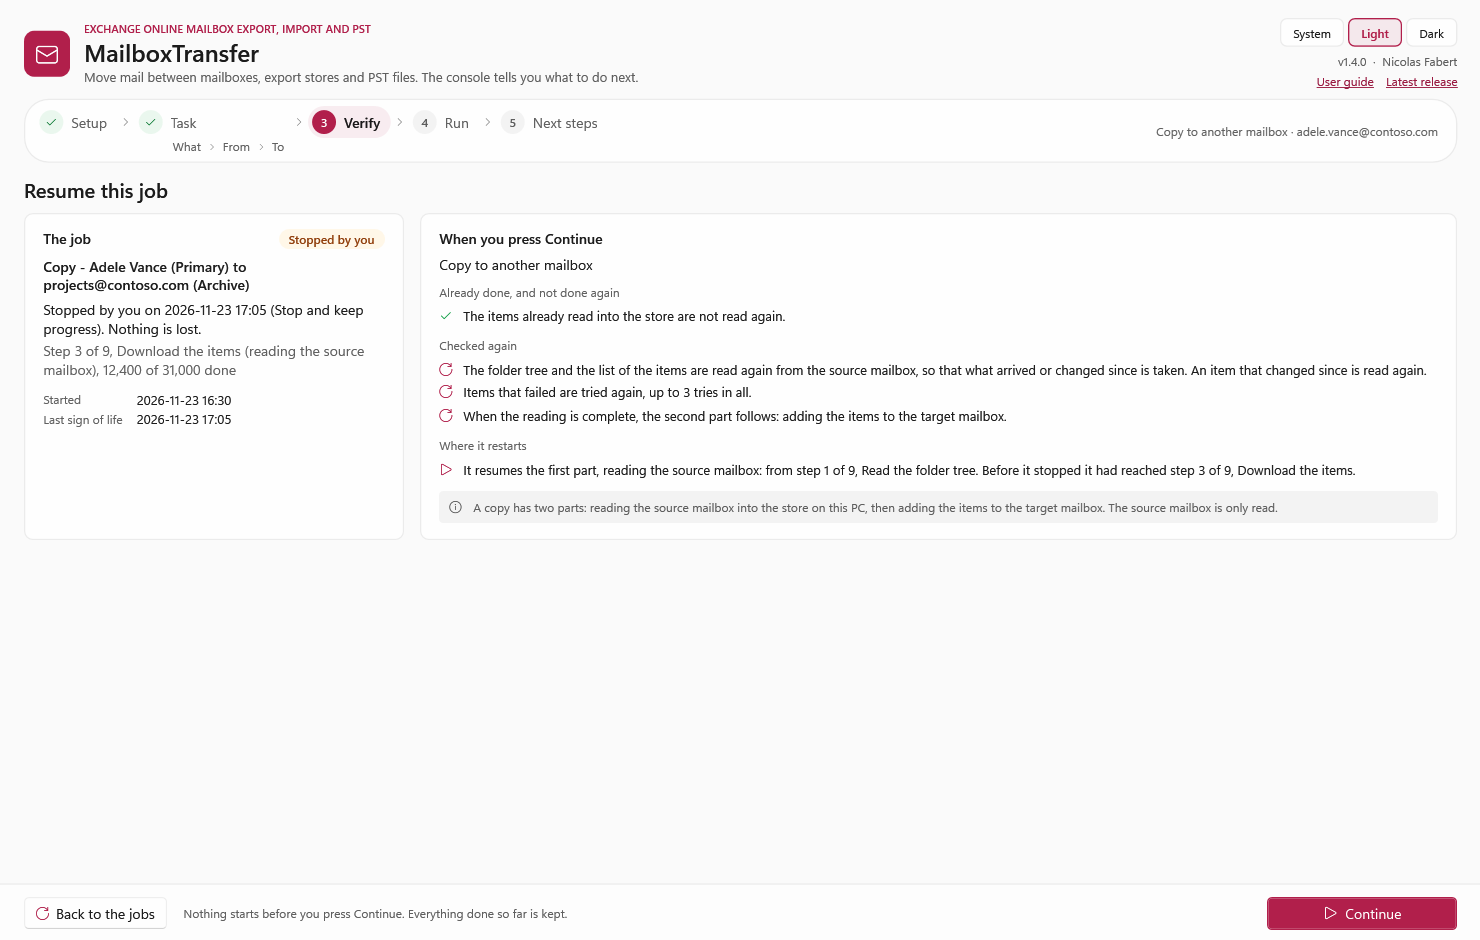 EXCHANGE ONLINE MAILBOX EXPORT, IMPORT AND PST
MailboxTransfer
Move mail between mailboxes, export stores and PST files. The console tells you what to do next.
System
Light
Dark
v1.4.0 · Nicolas Fabert
User guide
Latest release
Setup
Task
3 Verify
4 Run
5 Next steps
What
From
To
Copy to another mailbox · adele.vance@contoso.com
Resume this job
The job
Stopped by you
Copy - Adele Vance (Primary) to
projects@contoso.com (Archive)
Stopped by you on 2026-11-23 17:05 (Stop and keep
progress). Nothing is lost.
Step 3 of 9, Download the items (reading the source
mailbox), 12,400 of 31,000 done
Started 2026-11-23 16:30
Last sign of life 2026-11-23 17:05
When you press Continue
Copy to another mailbox
Already done, and not done again
The items already read into the store are not read again.
Checked again
The folder tree and the list of the items are read again from the source mailbox, so that what arrived or changed since is taken. An item that changed since is read again.
Items that failed are tried again, up to 3 tries in all.
When the reading is complete, the second part follows: adding the items to the target mailbox.
Where it restarts
It resumes the first part, reading the source mailbox: from step 1 of 9, Read the folder tree. Before it stopped it had reached step 3 of 9, Download the items.
A copy has two parts: reading the source mailbox into the store on this PC, then adding the items to the target mailbox. The source mailbox is only read.
Back to the jobs
Nothing starts before you press Continue. Everything done so far is kept.
Continue